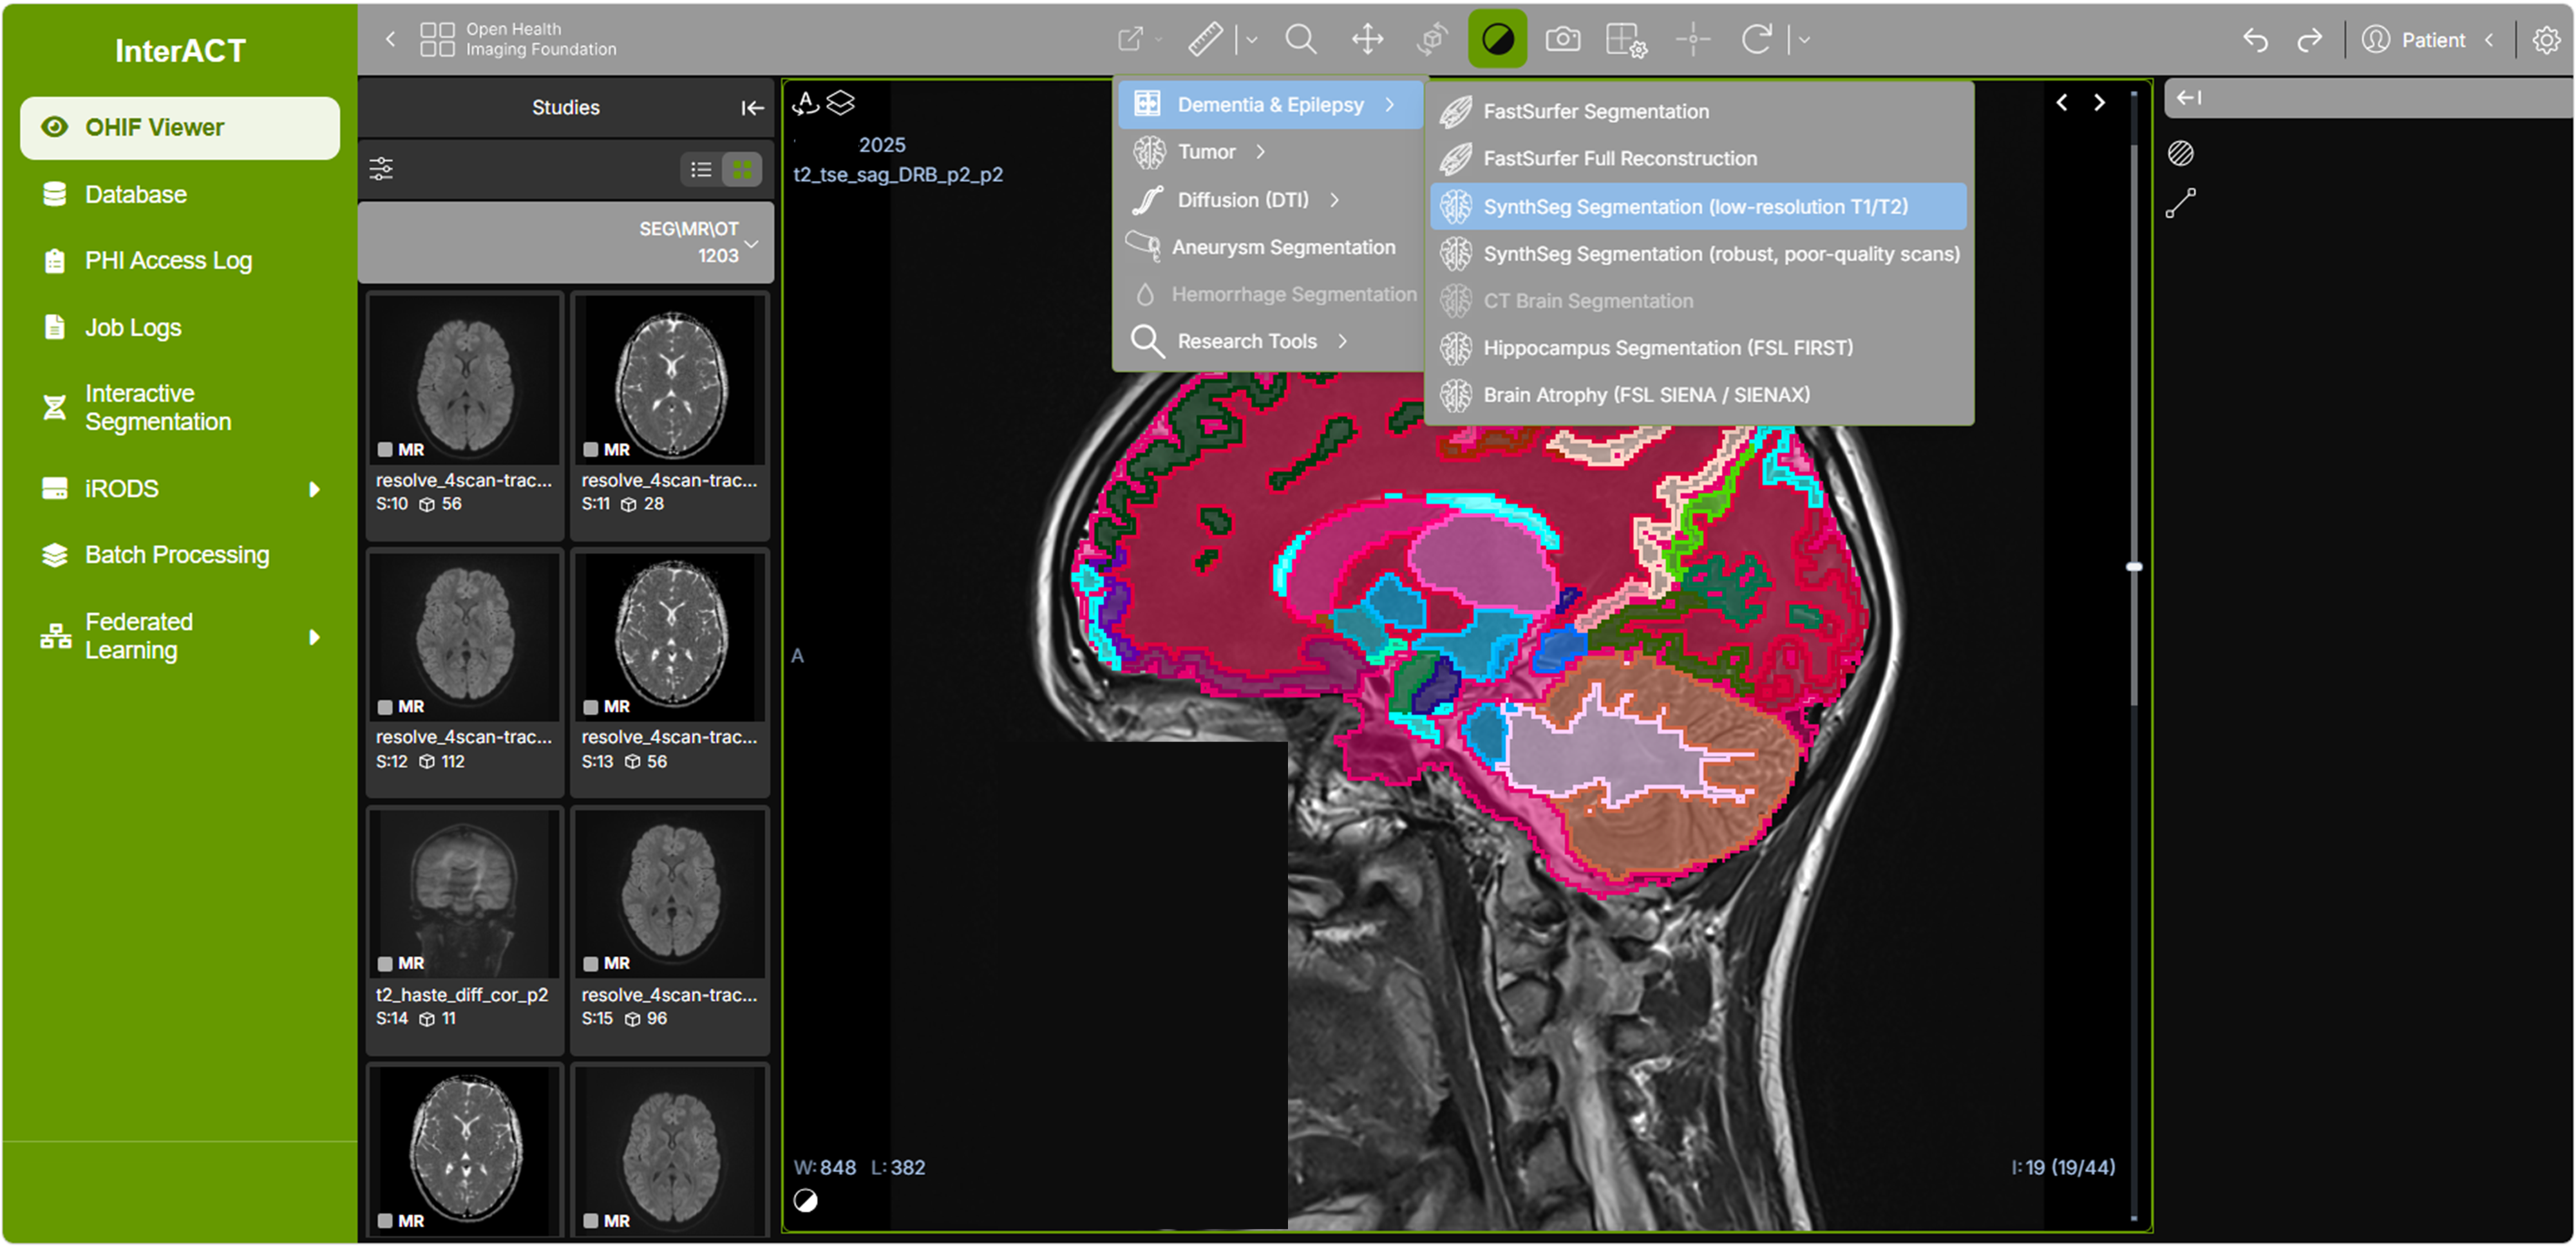 InterACT
OHIF Viewer
Database
PHI Access Log
Job Logs
Interactive
Segmentation
iRODS
Batch Processing
Federated
Learning
Open Health
Imaging Foundation
Patient
Studies
SEG\MR\OT
1203
MR
resolve_4scan-trac...
S:10 56
MR
resolve_4scan-trac...
S:11 28
MR
resolve_4scan-trac...
S:12 112
MR
resolve_4scan-trac...
S:13 56
MR
t2_haste_diff_cor_p2
S:14 11
MR
resolve_4scan-trac...
S:15 96
MR
MR
A
2025
t2_tse_sag_DRB_p2_p2
Dementia & Epilepsy
Tumor
Diffusion (DTI)
Aneurysm Segmentation
Hemorrhage Segmentation
Research Tools
FastSurfer Segmentation
FastSurfer Full Reconstruction
SynthSeg Segmentation (low-resolution T1/T2)
SynthSeg Segmentation (robust, poor-quality scans)
CT Brain Segmentation
Hippocampus Segmentation (FSL FIRST)
Brain Atrophy (FSL SIENA / SIENAX)
A
W: 848 L: 382
I: 19 (19/44)